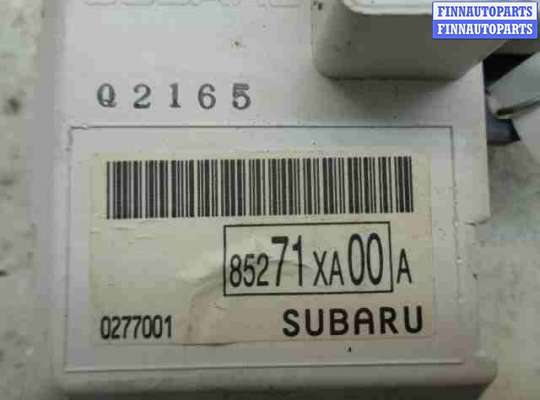 FINNAUTOPARTS
FINNAUTOPARTS
Q2165
85271XA00A
0277001 SUBARU